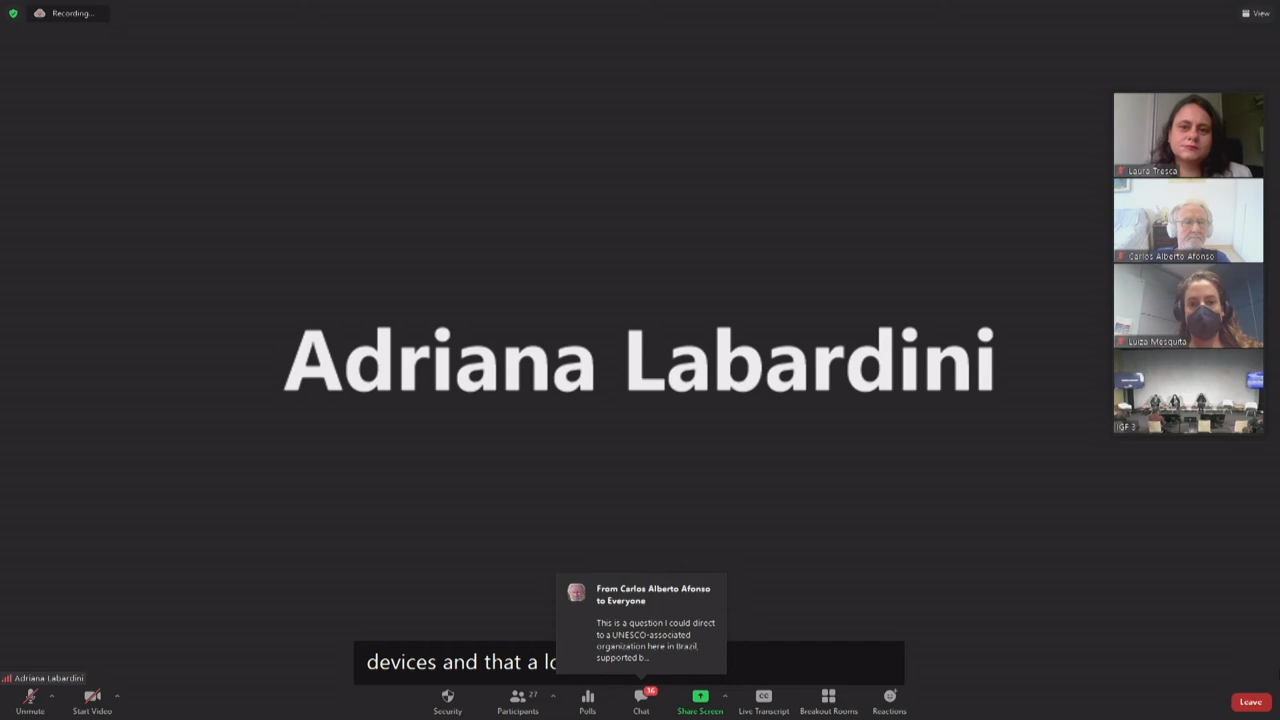 Recording...
View
Laura Tresca
Carlos Alberto Afonso
Luiza Mesquita
IGF 3
Adriana Labardini
From Carlos Alberto Afonso
to Everyone
This is a question I could direct
to a UNESCO-associated
organization here in Brazil,
supported b...
devices and that a lo
Adriana Labardini
Unmute
Start Video
Security
27
Participants
Polls
36
Chat
Share Screen
CC
Live Transcript
Breakout Rooms
Reactions
Leave